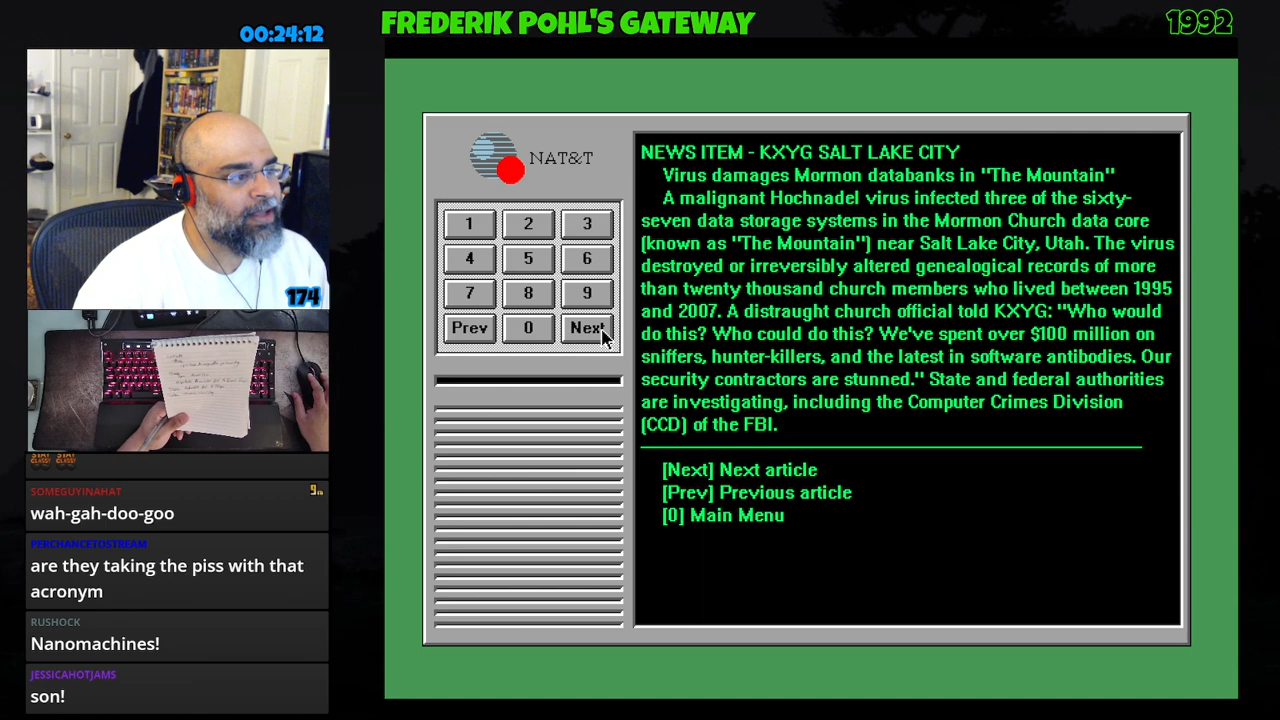 00:24:12
FREDERIK POHL'S GATEWAY
1992
174
SOMEGUYINAHAT
wah-gah-doo-goo
PERCHANCETOSTREAM
are they taking the piss with that
acronym
RUSHOCK
Nanomachines!
JESSICAHOTJAMS
son!
NAT&T
1 2 3
4 5 6
7 8 9
Prev 0 Next
NEWS ITEM - KXYG SALT LAKE CITY
Virus damages Mormon databanks in "The Mountain"
A malignant Hochnadel virus infected three of the sixty-
seven data storage systems in the Mormon Church data core
(known as "The Mountain") near Salt Lake City, Utah. The virus
destroyed or irreversibly altered genealogical records of more
than twenty thousand church members who lived between 1995
and 2007. A distraught church official told KXYG: "Who would
do this? Who could do this? We've spent over $100 million on
sniffers, hunter-killers, and the latest in software antibodies. Our
security contractors are stunned." State and federal authorities
are investigating, including the Computer Crimes Division
(CCD) of the FBI.
[Next] Next article
[Prev] Previous article
[0] Main Menu